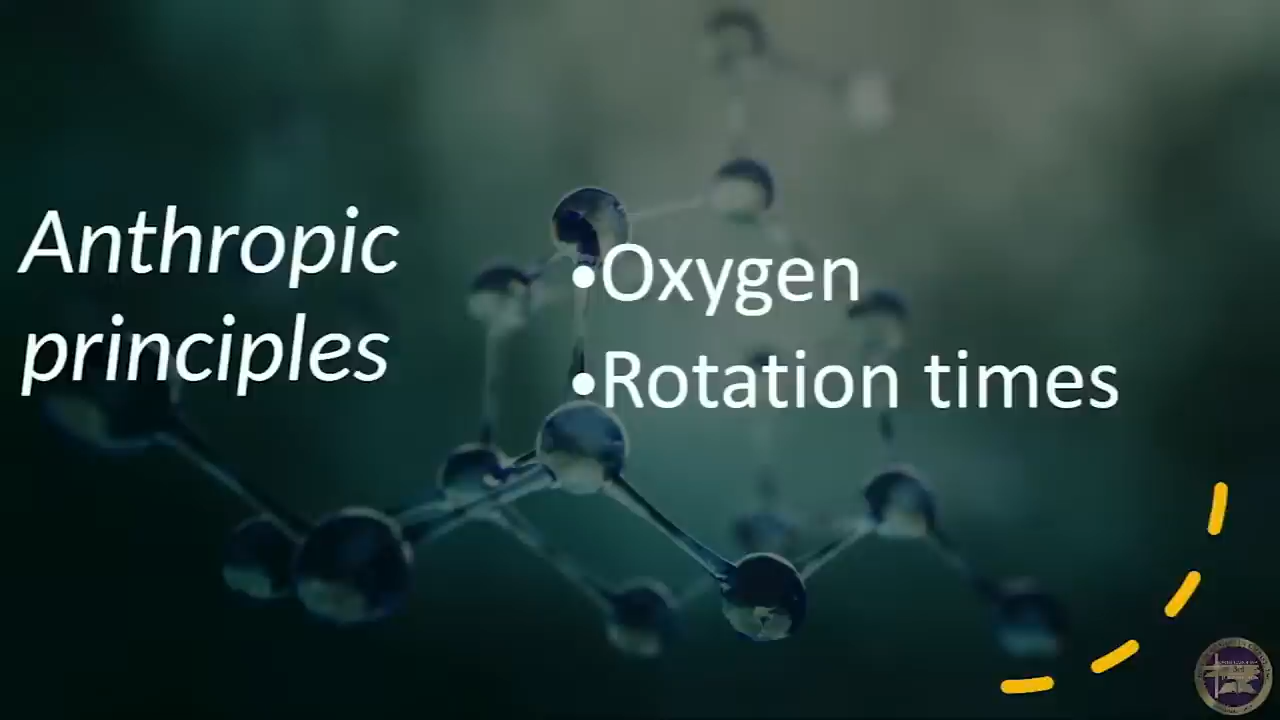 Anthropic
principles
•Oxygen
•Rotation times